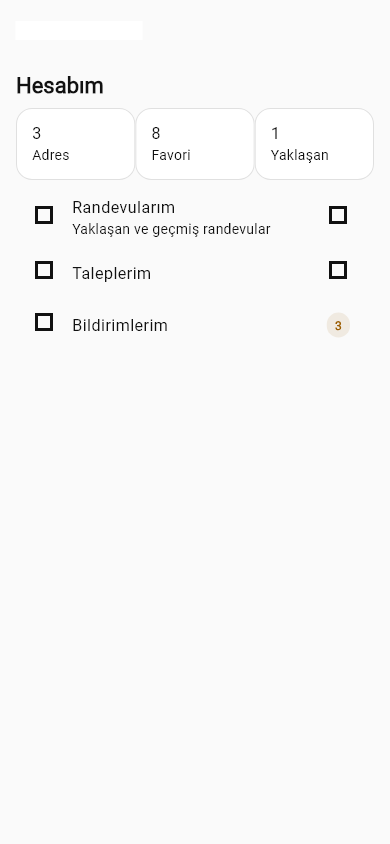 Hesabım
3
Adres
8
Favori
1
Yaklaşan
Randevularım
Yaklaşan ve geçmiş randevular
Taleplerim
Bildirimlerim
3